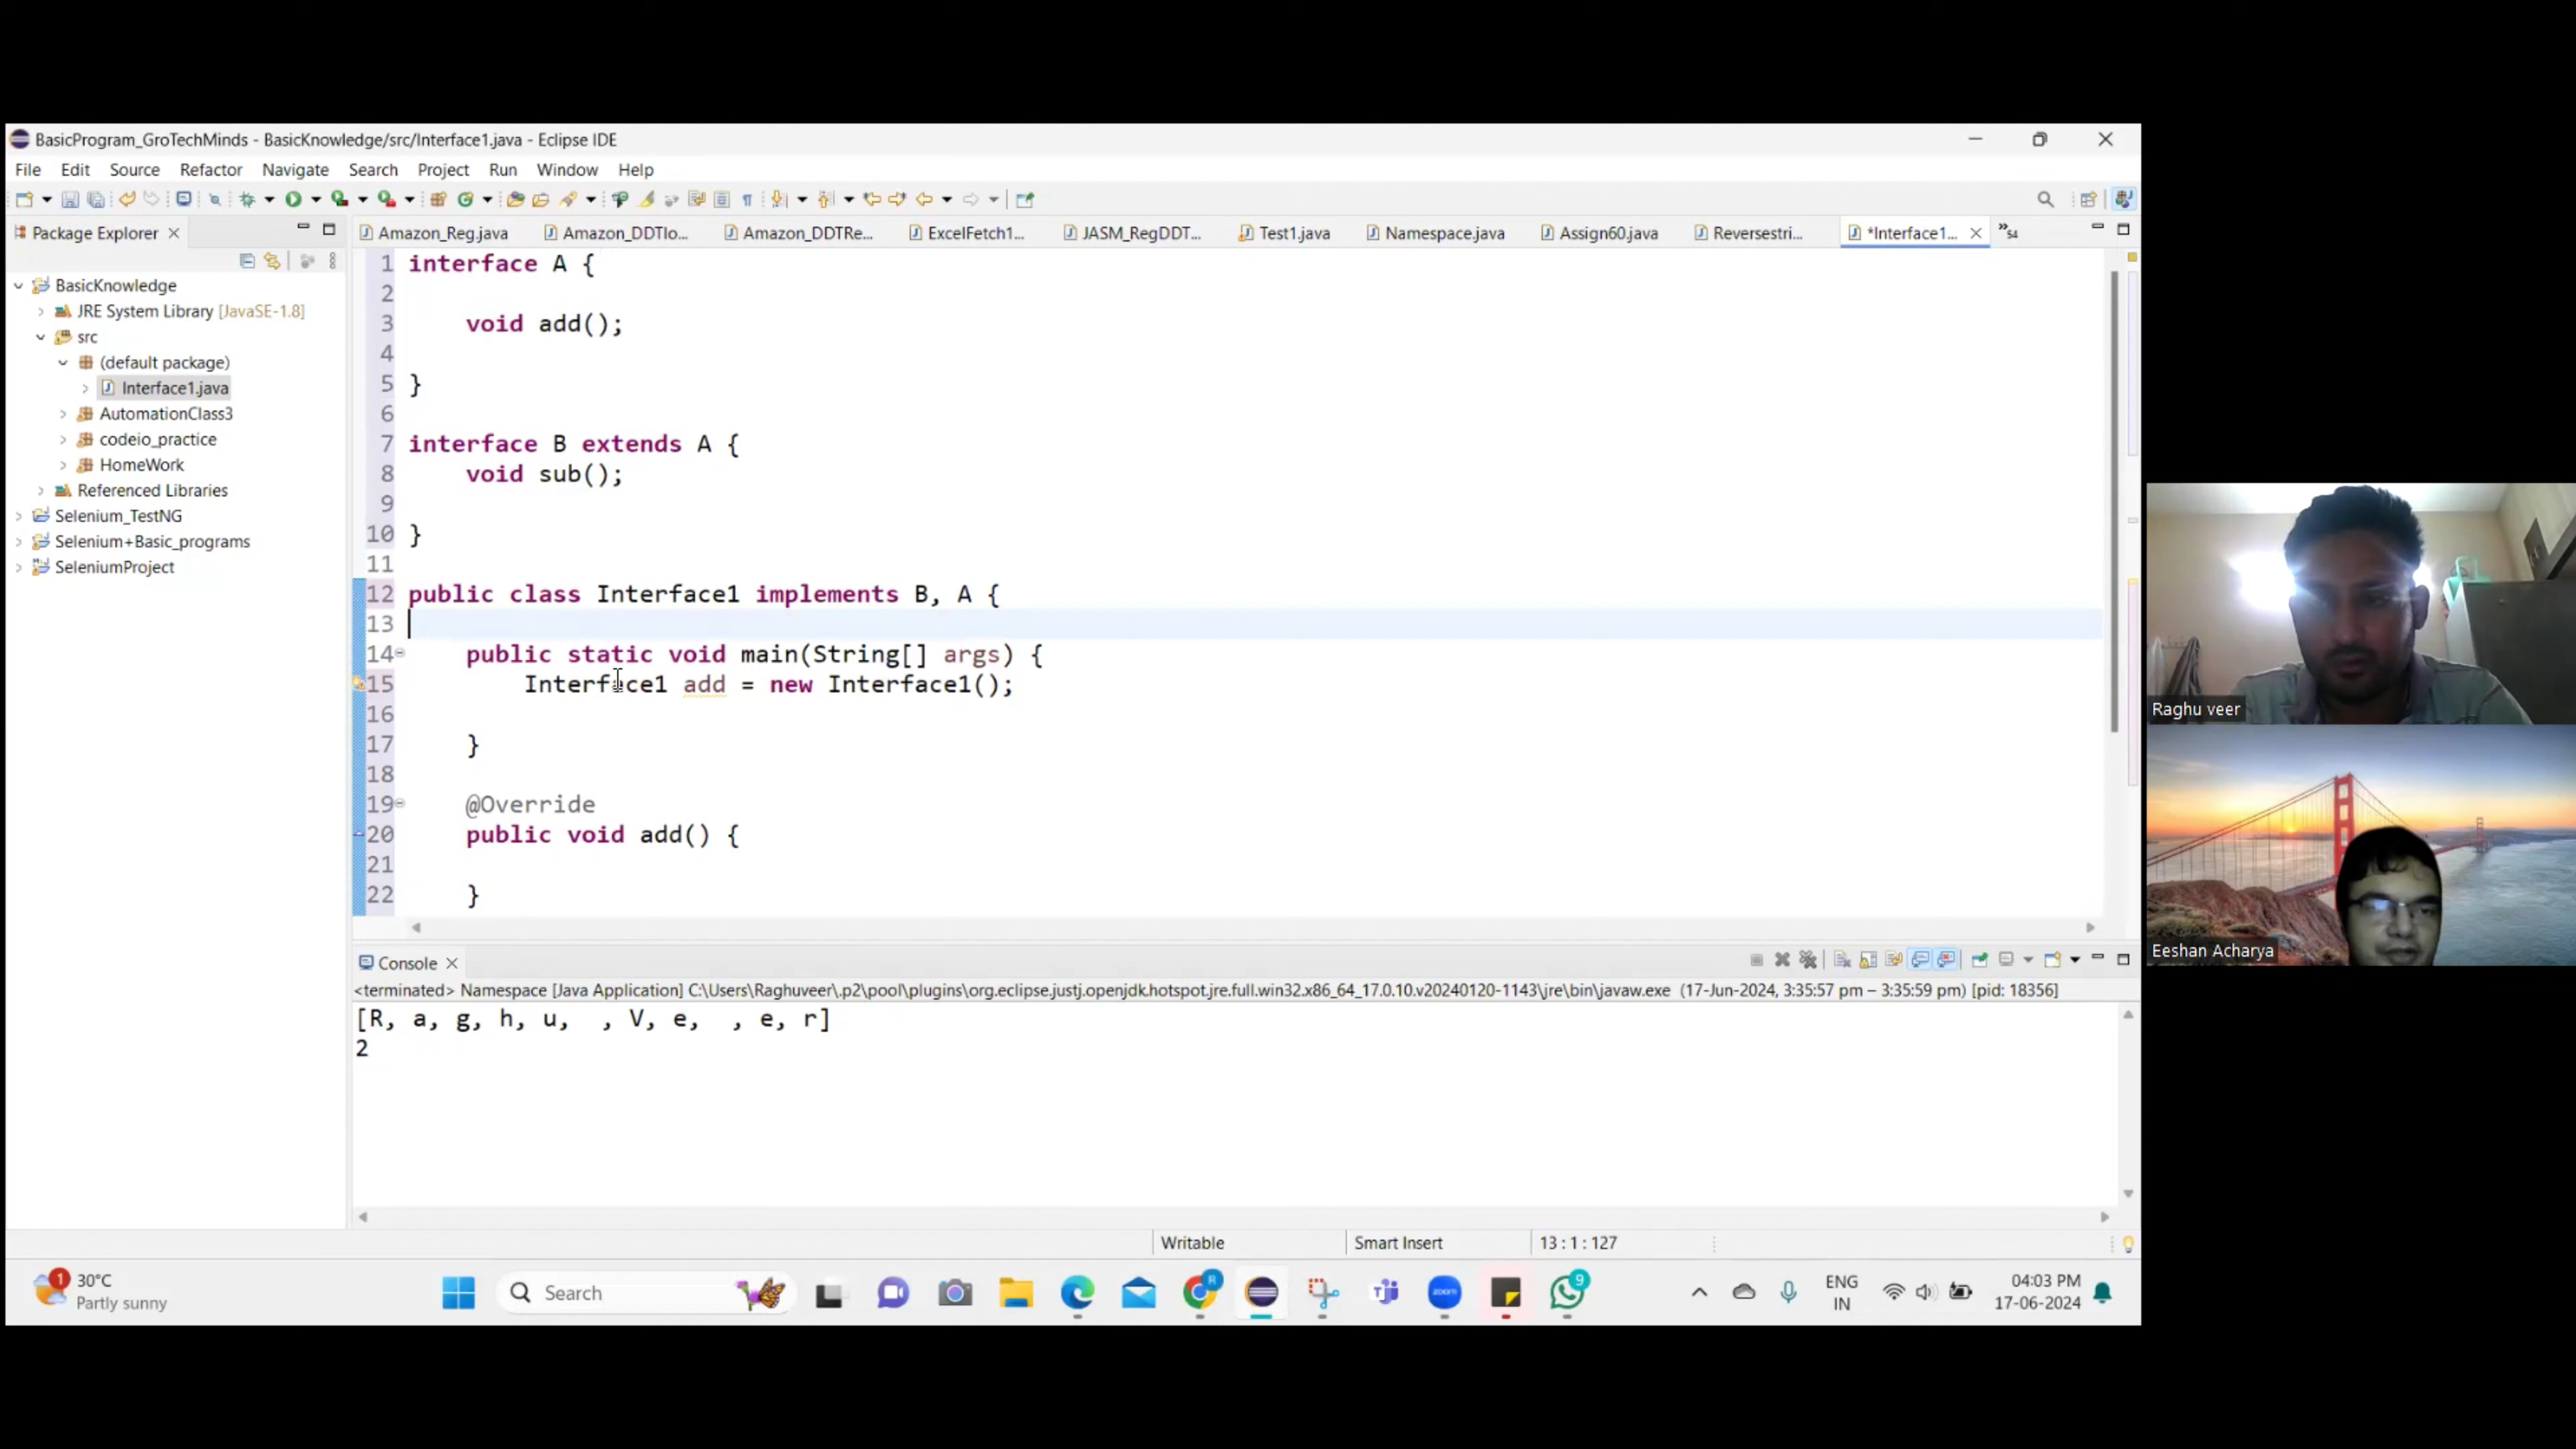 BasicProgram_GroTechMinds - BasicKnowledge/src/Interface1.java - Eclipse IDE
File Edit Source Refactor Navigate Search Project Run Window Help
Package Explorer
Amazon_Reg.java Amazon_DDTIo... Amazon_DDTRe... ExcelFetch1... JASM_RegDDT... Test1.java Namespace.java Assign60.java Reversestri... *Interface1... »54
BasicKnowledge
JRE System Library [JavaSE-1.8]
src
(default package)
Interface1.java
AutomationClass3
codeio_practice
HomeWork
Referenced Libraries
Selenium_TestNG
Selenium+Basic_programs
SeleniumProject
1 interface A {
2
3 void add();
4
5 }
6
7 interface B extends A {
8 void sub();
9
10 }
11
12 public class Interface1 implements B, A {
13
14 public static void main(String[] args) {
15 Interface1 add = new Interface1();
16
17 }
18
19 @Override
20 public void add() {
21
22 }
Console
<terminated> Namespace [Java Application] C:\Users\Raghuveer\.p2\pool\plugins\org.eclipse.justj.openjdk.hotspot.jre.full.win32.x86_64_17.0.10.v20240120-1143\jre\bin\javaw.exe (17-Jun-2024, 3:35:57 pm – 3:35:59 pm) [pid: 18356]
[R, a, g, h, u,  , V, e,  , e, r]
2
Writable Smart Insert 13 : 1 : 127
Raghu veer
Eeshan Acharya
1
30°C
Partly sunny
Search
R
zoom
9
ENG
IN
04:03 PM
17-06-2024